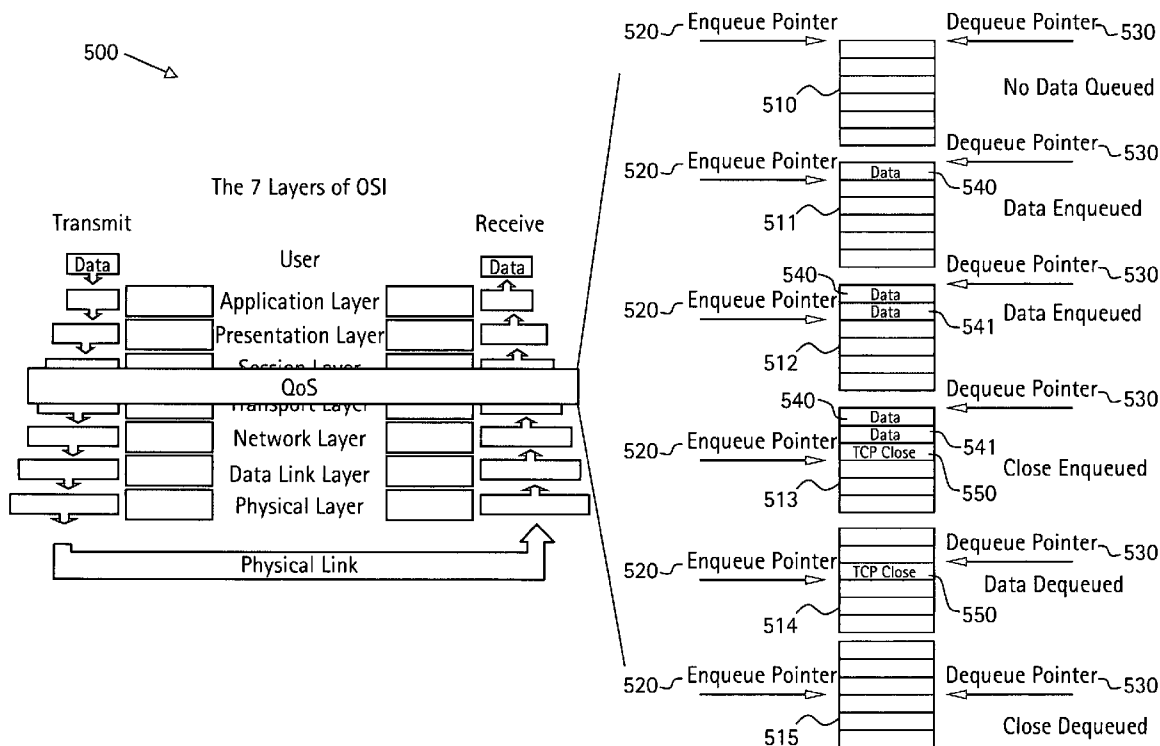 500
The 7 Layers of OSI
Transmit
Receive
Data
User
Data
Application Layer
Presentation Layer
Session Layer
QoS
Transport Layer
Network Layer
Data Link Layer
Physical Layer
Physical Link
520 Enqueue Pointer
Dequeue Pointer 530
510
No Data Queued
520 Enqueue Pointer
Dequeue Pointer 530
Data
540
511
Data Enqueued
520 Enqueue Pointer
Dequeue Pointer 530
540
Data
Data
541
512
Data Enqueued
520 Enqueue Pointer
Dequeue Pointer 530
540
Data
Data
541
TCP Close
550
513
Close Enqueued
520 Enqueue Pointer
Dequeue Pointer 530
TCP Close
550
514
Data Dequeued
520 Enqueue Pointer
Dequeue Pointer 530
515
Close Dequeued